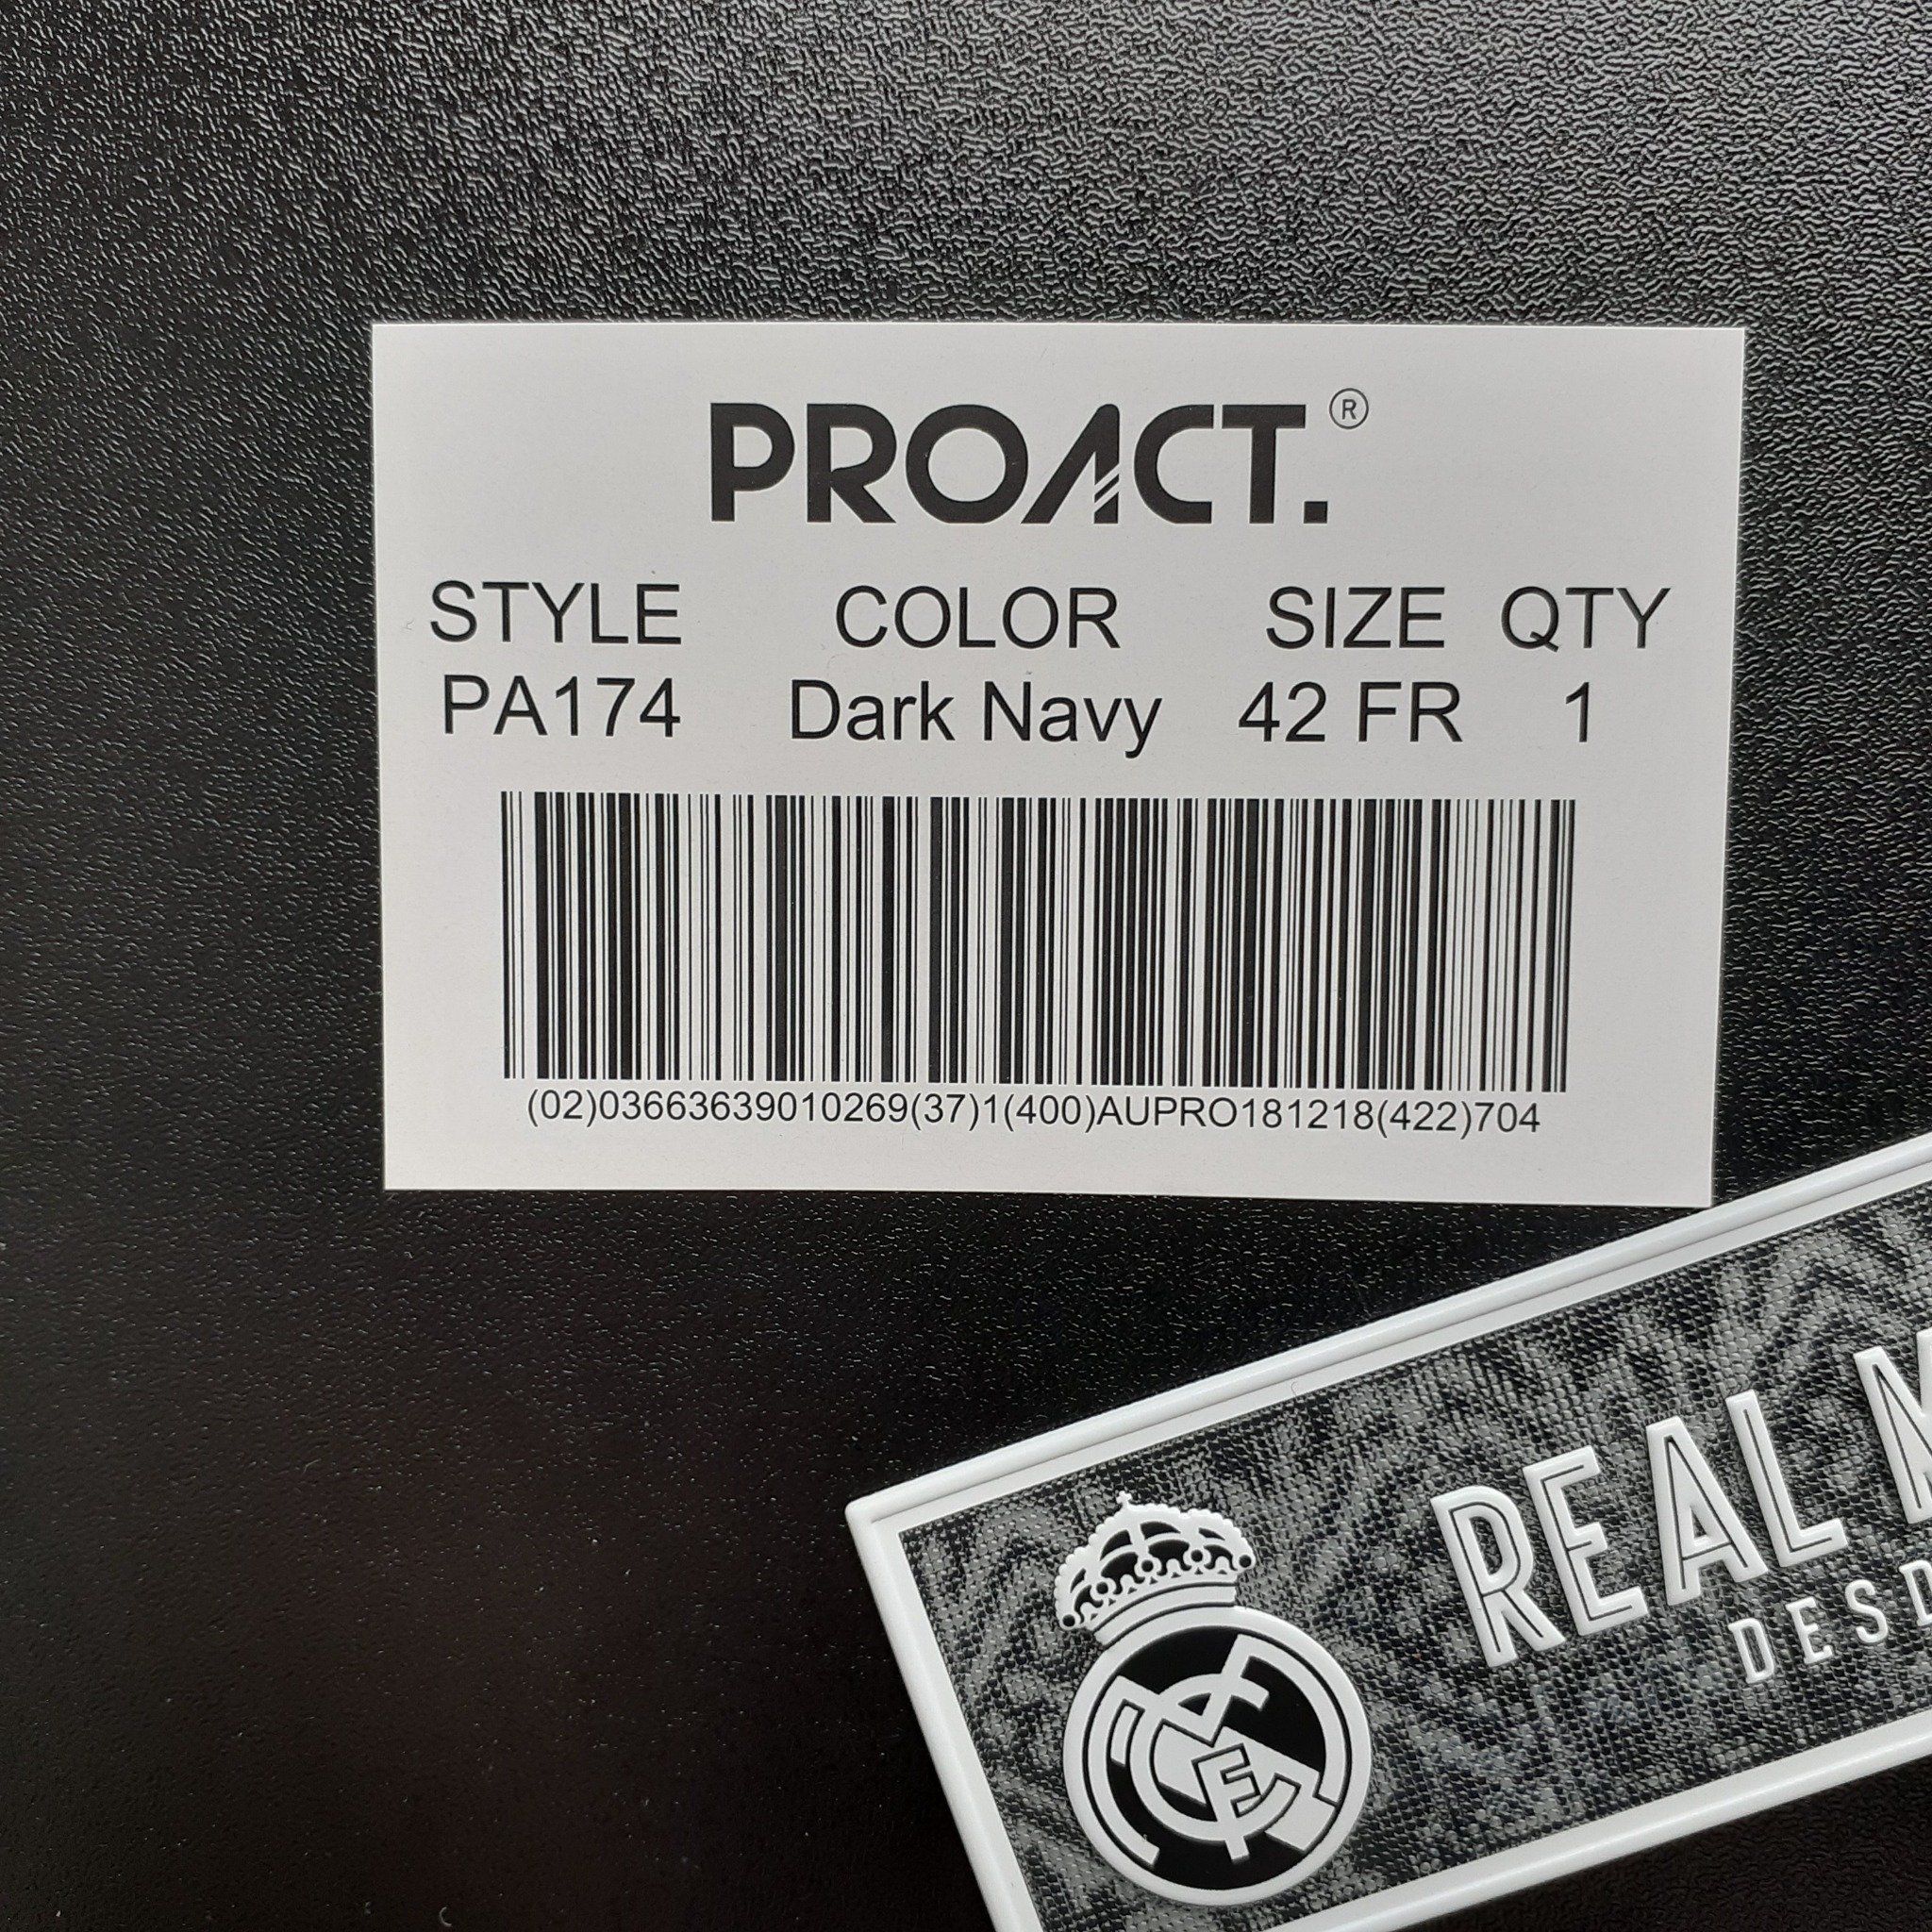 PROACT.®
STYLE COLOR SIZE QTY
PA174 Dark Navy 42 FR 1
(02)03663639010269(37)1(400)AUPRO181218(422)704
REAL M
DESD